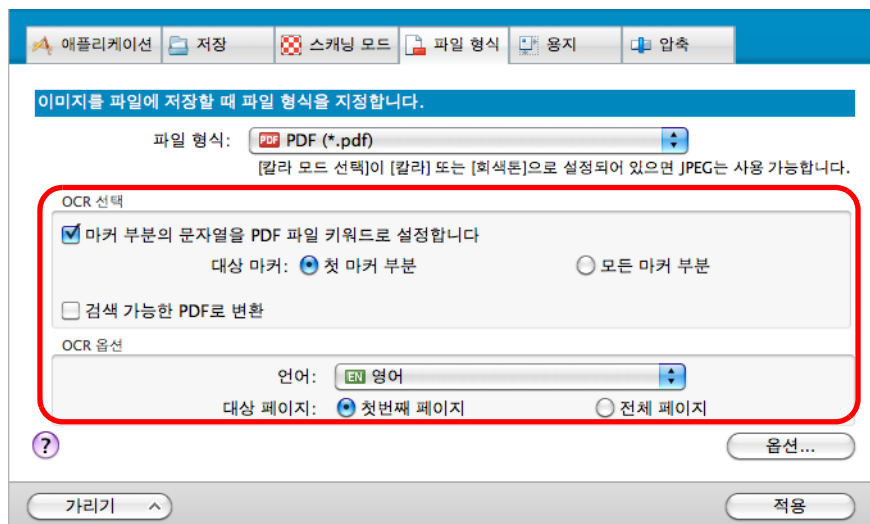 애플리케이션 저장 스캐닝 모드 파일 형식 용지 압축
이미지를 파일에 저장할 때 파일 형식을 지정합니다.
파일 형식: PDF PDF (*.pdf)
[칼라 모드 선택]이 [칼라] 또는 [회색톤]으로 설정되어 있으면 JPEG는 사용 가능합니다.
OCR 선택
마커 부분의 문자열을 PDF 파일 키워드로 설정합니다
대상 마커: 첫 마커 부분 모든 마커 부분
검색 가능한 PDF로 변환
OCR 옵션
언어: EN 영어
대상 페이지: 첫번째 페이지 전체 페이지
? 옵션...
가리기 적용